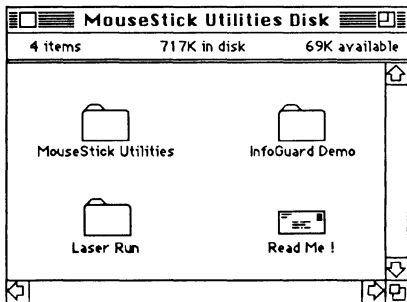 MouseStick Utilities Disk
4 items 717K in disk 69K available
MouseStick Utilities InfoGuard Demo
Laser Run Read Me !